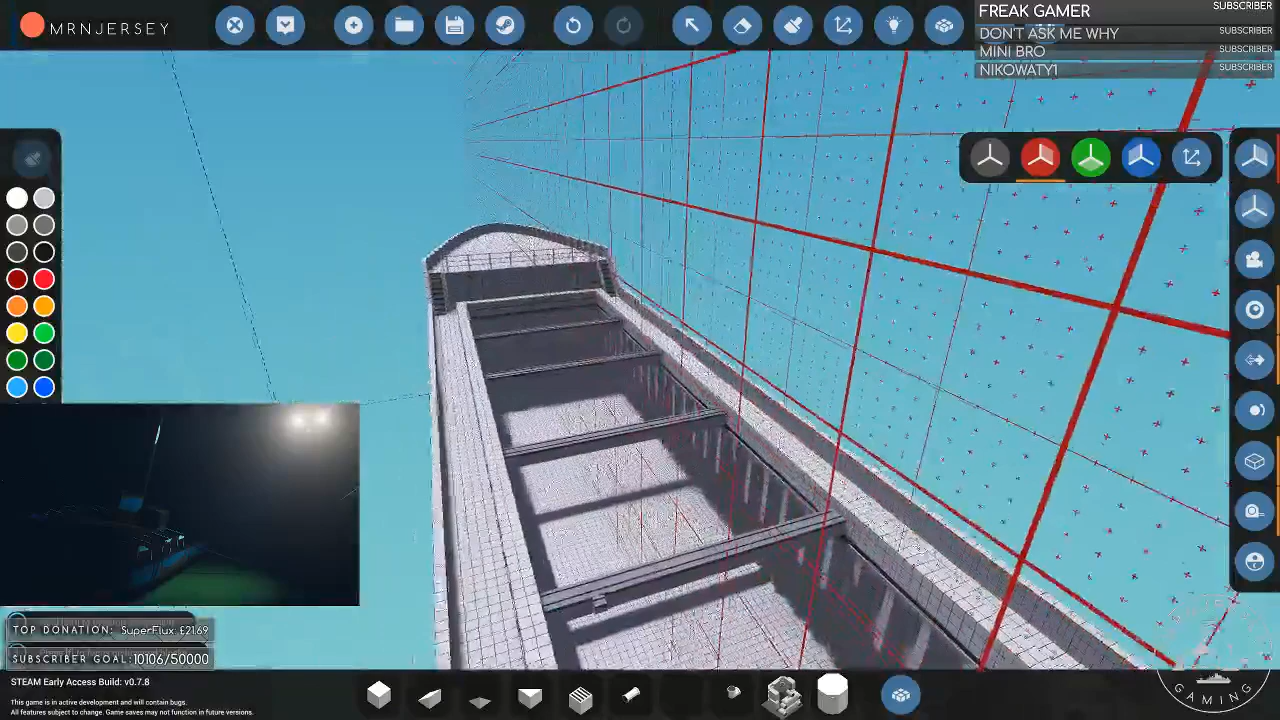 MRNJERSEY
FREAK GAMER SUBSCRIBER
DON'T ASK ME WHY SUBSCRIBER
MINI BRO SUBSCRIBER
NIKOWATY1 SUBSCRIBER
TOP DONATION: SuperFlux: £21.69
SUBSCRIBER GOAL: 10106/50000
STEAM Early Access Build: v0.7.8
This game is in active development and will contain bugs.
All features subject to change. Game saves may not function in future versions.
GAMING